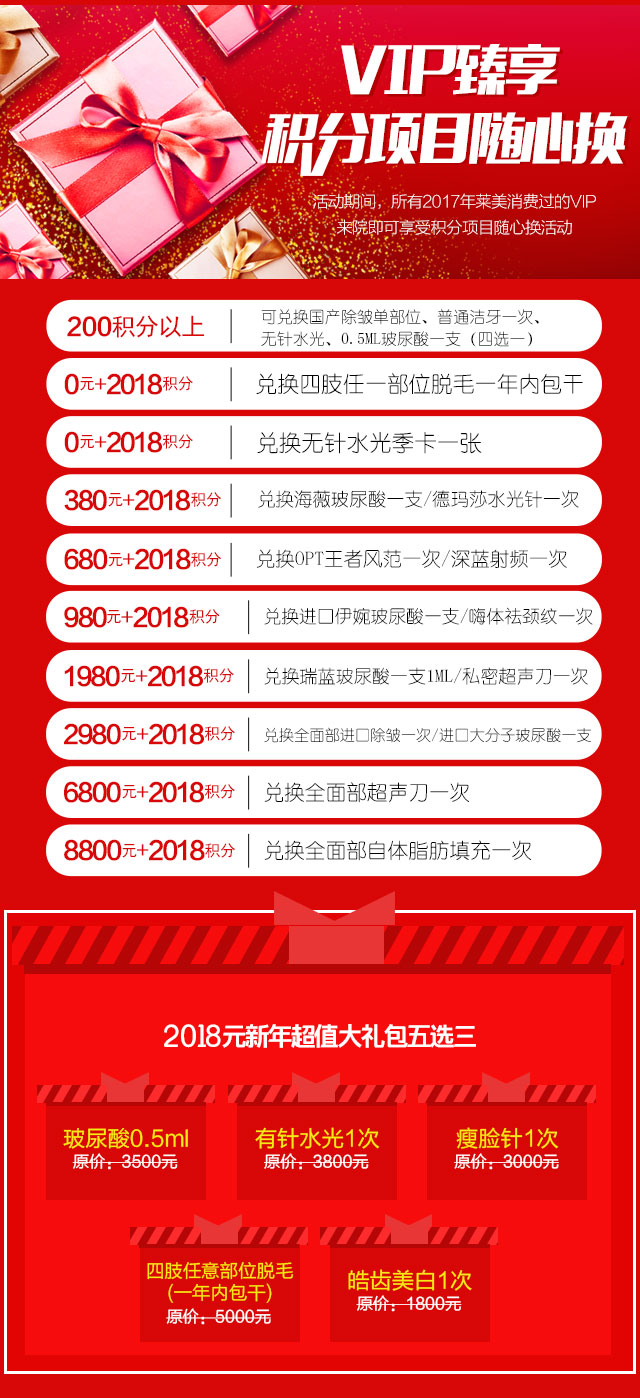 VIP臻享
积分项目随心换
活动期间，所有2017年莱美消费过的VIP
来院即可享受积分项目随心换活动
200积分以上
可兑换国产除皱单部位、普通洁牙一次、
无针水光、0.5ML玻尿酸一支（四选一）
0元+2018积分 兑换四肢任一部位脱毛一年内包干
0元+2018积分 兑换无针水光季卡一张
380元+2018积分 兑换海薇玻尿酸一支/德玛莎水光针一次
680元+2018积分 兑换OPT王者风范一次/深蓝射频一次
980元+2018积分 兑换进口伊婉玻尿酸一支/嗨体祛颈纹一次
1980元+2018积分 兑换瑞蓝玻尿酸一支1ML/私密超声刀一次
2980元+2018积分 兑换全面部进口除皱一次/进口大分子玻尿酸一支
6800元+2018积分 兑换全面部超声刀一次
8800元+2018积分 兑换全面部自体脂肪填充一次
2018元新年超值大礼包五选三
玻尿酸0.5ml
原价：3500元
有针水光1次
原价：3800元
瘦脸针1次
原价：3000元
四肢任意部位脱毛
(一年内包干)
原价：5000元
皓齿美白1次
原价：1800元